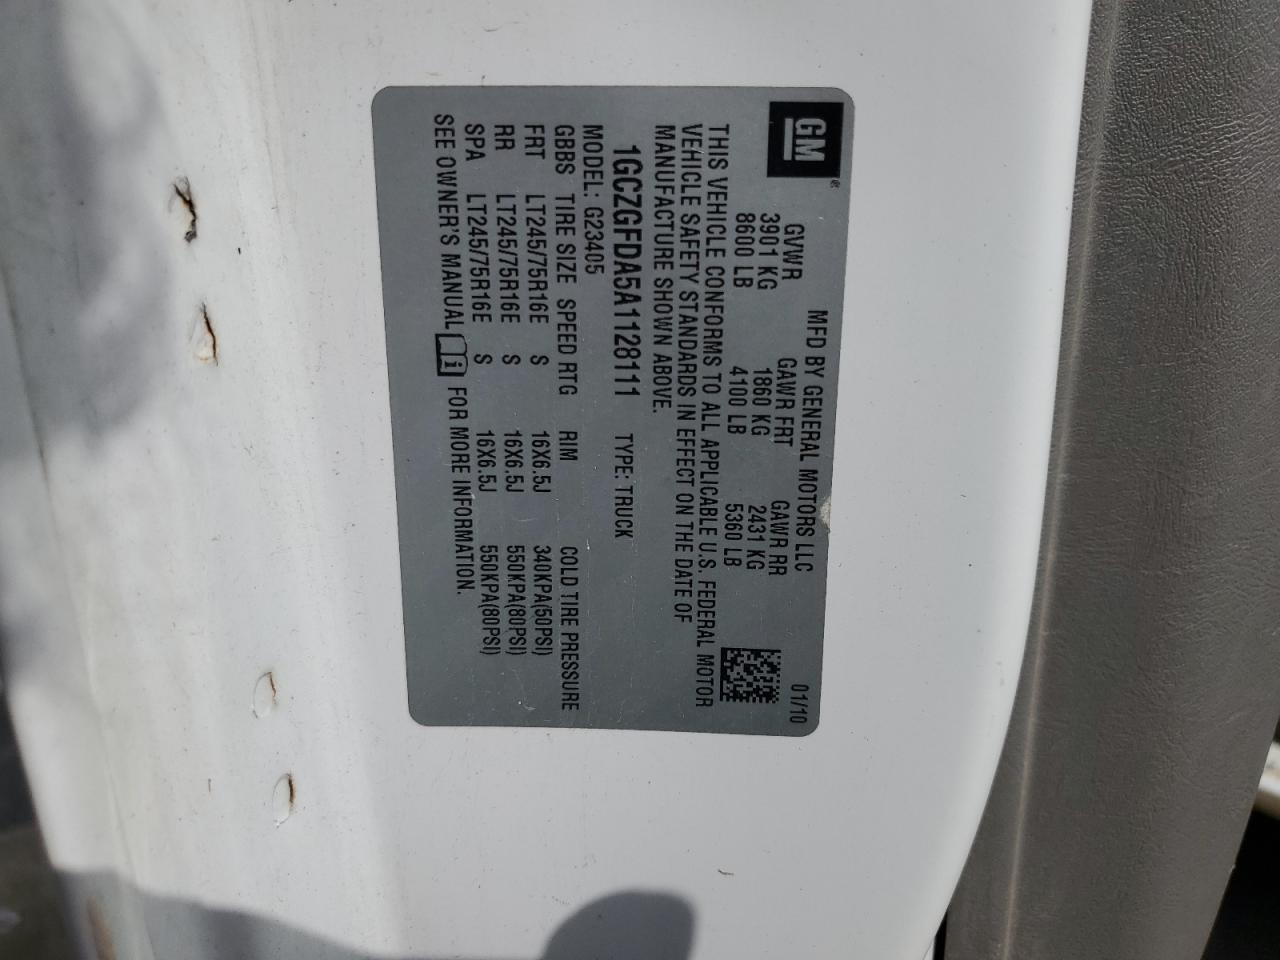 GM
MFD BY GENERAL MOTORS LLC 01/10
GVWR GAWR FRT GAWR RR
3901 KG 1860 KG 2431 KG
8600 LB 4100 LB 5360 LB
THIS VEHICLE CONFORMS TO ALL APPLICABLE U.S. FEDERAL MOTOR
VEHICLE SAFETY STANDARDS IN EFFECT ON THE DATE OF
MANUFACTURE SHOWN ABOVE.
1GCZGFDA5A1128111 TYPE: TRUCK
MODEL: G23405
GBBS TIRE SIZE SPEED RTG RIM COLD TIRE PRESSURE
FRT LT245/75R16E S 16X6.5J 340KPA(50PSI)
RR LT245/75R16E S 16X6.5J 550KPA(80PSI)
SPA LT245/75R16E S 16X6.5J 550KPA(80PSI)
SEE OWNER'S MANUAL i FOR MORE INFORMATION.